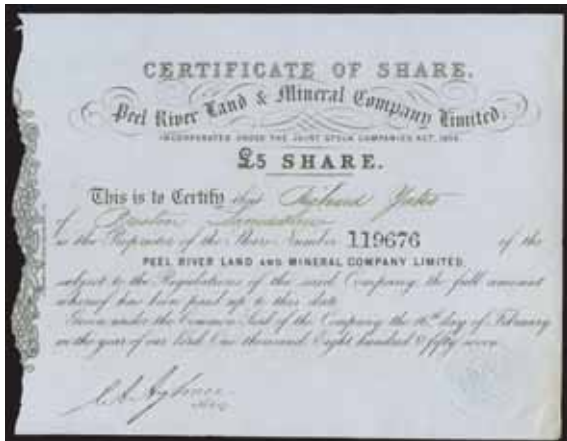 CERTIFICATE OF SHARE.
Peel River Land & Mineral Company Limited,
INCORPORATED UNDER THE JOINT STOCK COMPANIES ACT, 1856
£5 SHARE.
This is to Certify that Richard Yates
of Lancashire
is the Proprietor of the Share Number 119676 of the
PEEL RIVER LAND AND MINERAL COMPANY LIMITED,
subject to the Regulations of the said Company the full amount
whereof has been paid up to this date
Given under the Common Seal of the Company the 16th day of February
in the year of our Lord One thousand Eight hundred & fifty seven